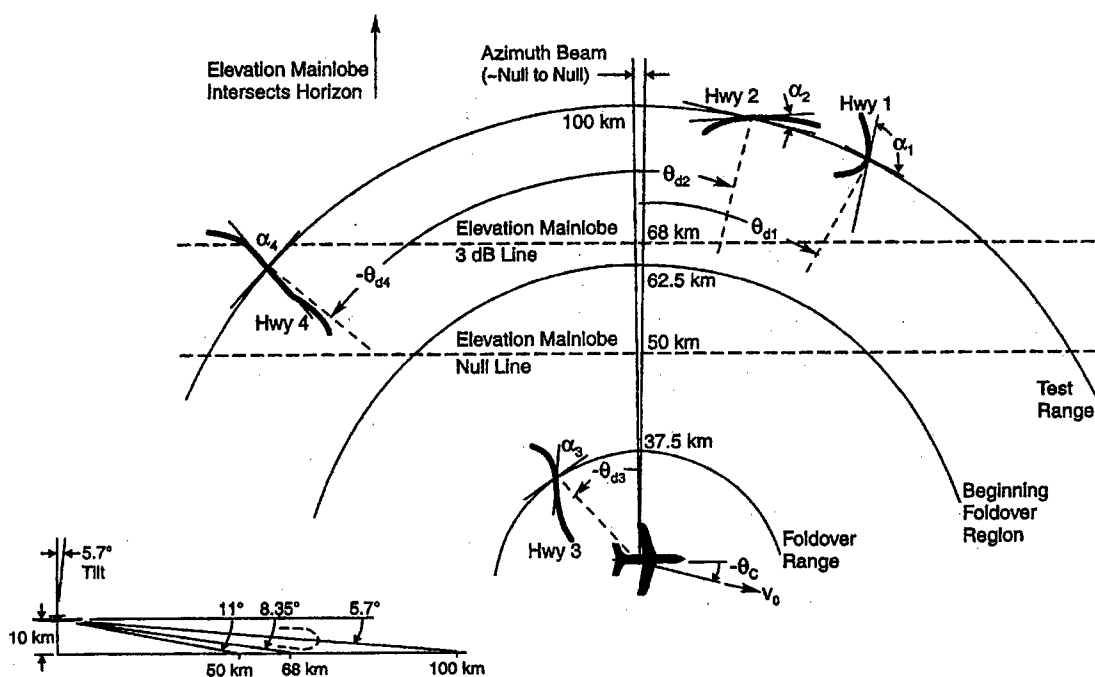 Azimuth Beam
(~Null to Null)
Elevation Mainlobe
Intersects Horizon
Hwy 2
α2
Hwy 1
α1
100 km
θd2
θd1
α4
Elevation Mainlobe
3 dB Line
68 km
-θd4
62.5 km
Hwy 4
Elevation Mainlobe
Null Line
50 km
Test
Range
α3
37.5 km
-θd3
Beginning
Foldover
Region
Hwy 3
Foldover
Range
-θC
V0
5.7°
Tilt
11°
8.35°
5.7°
10 km
50 km
68 km
100 km